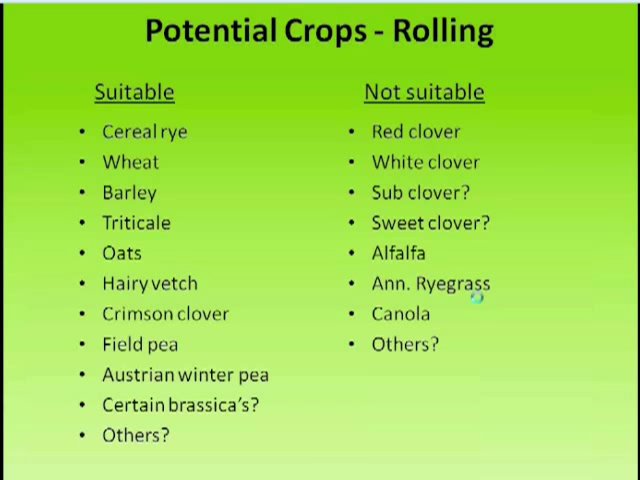 Potential Crops - Rolling
Suitable
• Cereal rye
• Wheat
• Barley
• Triticale
• Oats
• Hairy vetch
• Crimson clover
• Field pea
• Austrian winter pea
• Certain brassica's?
• Others?
Not suitable
• Red clover
• White clover
• Sub clover?
• Sweet clover?
• Alfalfa
• Ann. Ryegrass
• Canola
• Others?